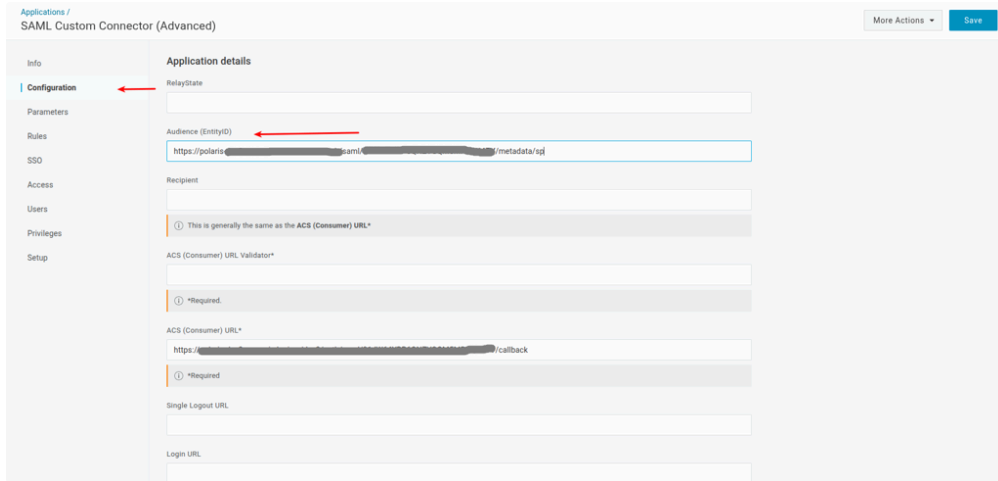 Applications /
SAML Custom Connector (Advanced)
More Actions
Save
Info
Configuration
Parameters
Rules
SSO
Access
Users
Privileges
Setup
Application details
RelayState
Audience (EntityID)
https://polaris- saml/ /metadata/sp
Recipient
This is generally the same as the ACS (Consumer) URL*
ACS (Consumer) URL Validator*
*Required.
ACS (Consumer) URL*
https:/ /callback
*Required
Single Logout URL
Login URL